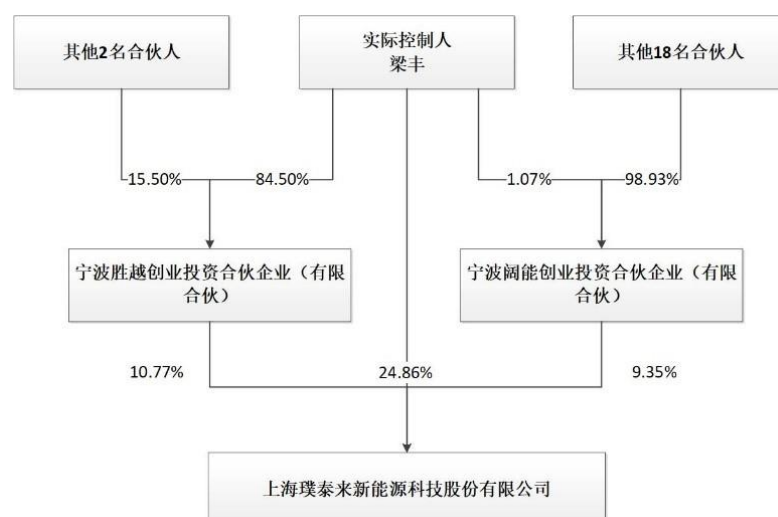 其他2名合伙人
实际控制人
梁丰
其他18名合伙人
15.50%
84.50%
1.07%
98.93%
宁波胜越创业投资合伙企业（有限
合伙）
宁波阔能创业投资合伙企业（有限
合伙）
10.77%
24.86%
9.35%
上海璞泰来新能源科技股份有限公司